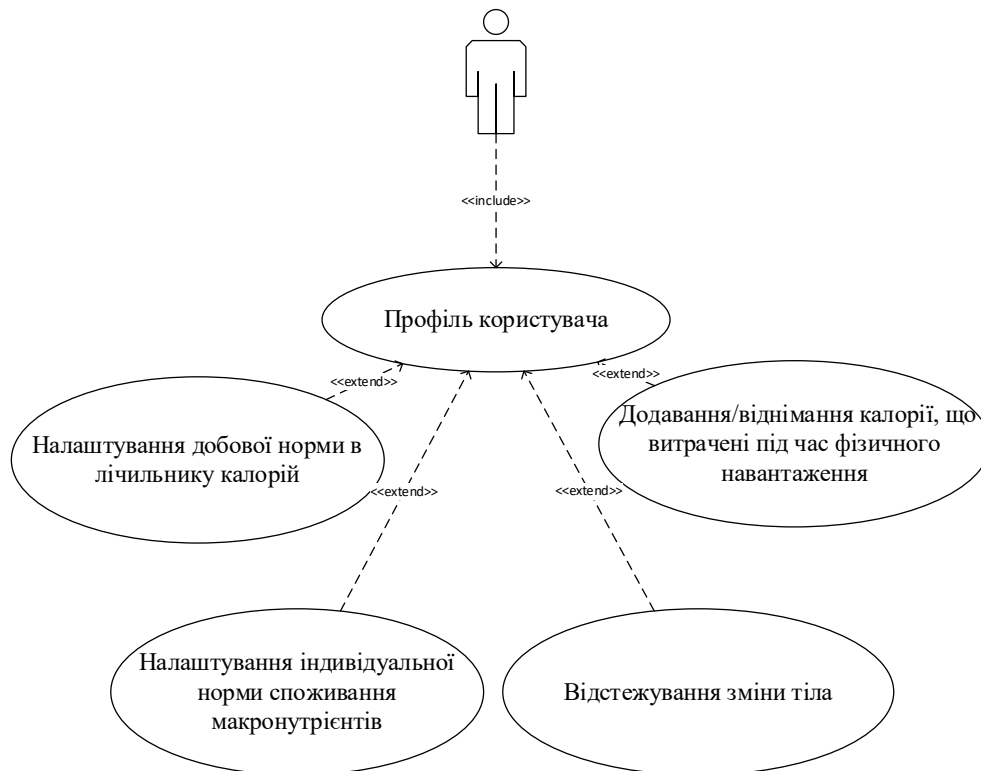 <<include>>
Профіль користувача
<<extend>>
<<extend>>
Налаштування добової норми в
лічильнику калорій
Додавання/віднімання калорії, що
витрачені під час фізичного
навантаження
<<extend>>
<<extend>>
Налаштування індивідуальної
норми споживання
макронутрієнтів
Відстежування зміни тіла